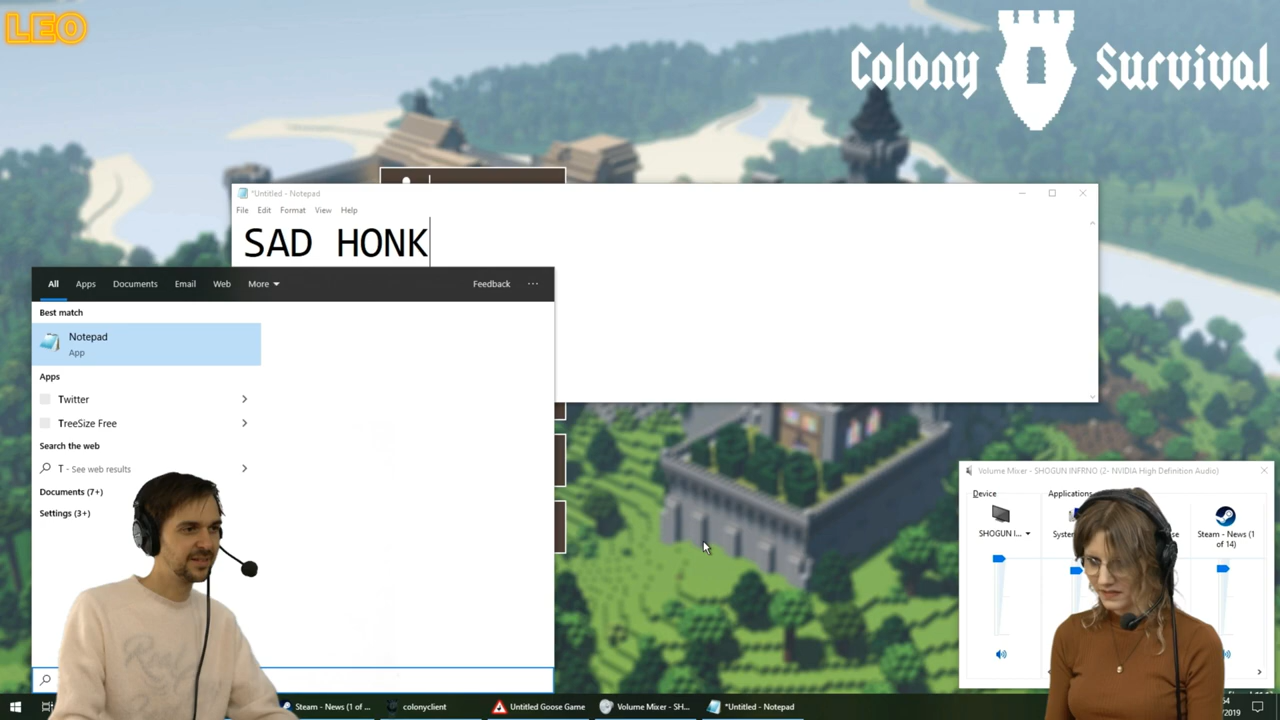 LEO
Colony Survival
*Untitled - Notepad
File Edit Format View Help
SAD HONK
All Apps Documents Email Web More Feedback ...
Best match
Notepad
App
Apps
Twitter
TreeSize Free
Search the web
T - See web results
Documents (7+)
Settings (3+)
Volume Mixer - SHOGUN INFRNO (2- NVIDIA High Definition Audio)
Device
Applications
SHOGUN I...
Steam - News (1 of 14)
Steam - News (1 of ...
colonyclient
Untitled Goose Game
Volume Mixer - SH...
*Untitled - Notepad